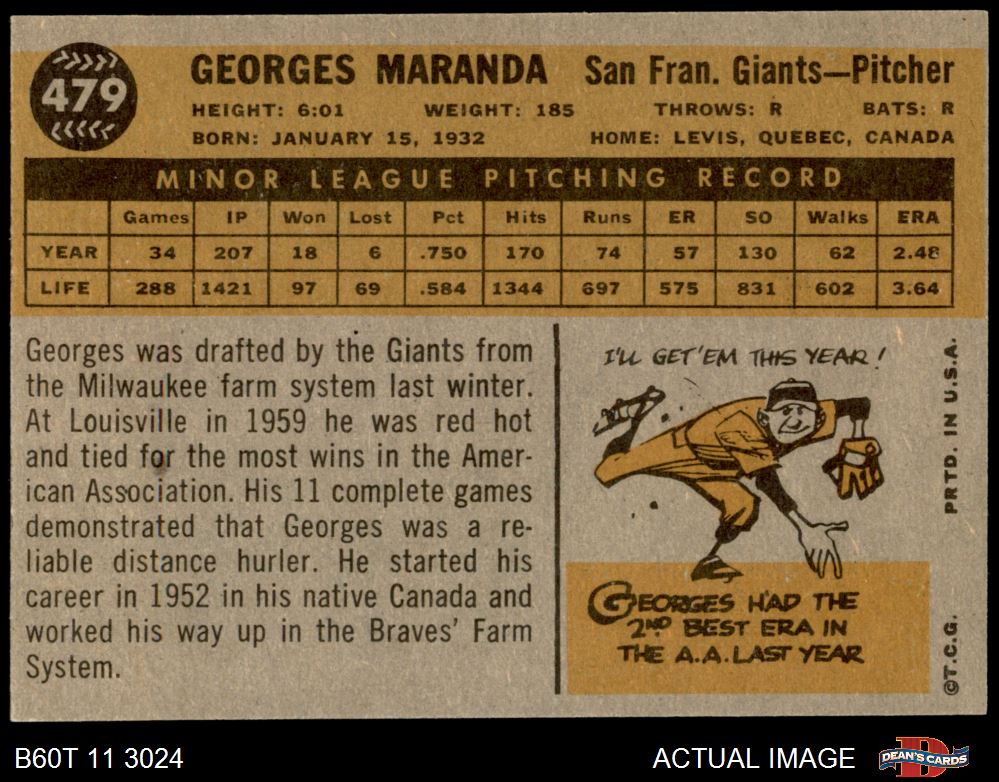 479
GEORGES MARANDA San Fran. Giants—Pitcher
HEIGHT: 6:01 WEIGHT: 185 THROWS: R BATS: R
BORN: JANUARY 15, 1932 HOME: LEVIS, QUEBEC, CANADA
MINOR LEAGUE PITCHING RECORD
Games IP Won Lost Pct Hits Runs ER SO Walks ERA
YEAR 34 207 18 6 .750 170 74 57 130 62 2.48
LIFE 288 1421 97 69 .584 1344 697 575 831 602 3.64
Georges was drafted by the Giants from
the Milwaukee farm system last winter.
At Louisville in 1959 he was red hot
and tied for the most wins in the Amer-
ican Association. His 11 complete games
demonstrated that Georges was a re-
liable distance hurler. He started his
career in 1952 in his native Canada and
worked his way up in the Braves' Farm
System.
I'LL GET 'EM THIS YEAR!
GEORGES HAD THE
2ND BEST ERA IN
THE A.A. LAST YEAR
PRTD. IN U.S.A.
©T.C.G.
B60T 11 3024 ACTUAL IMAGE
D
DEAN'S CARDS